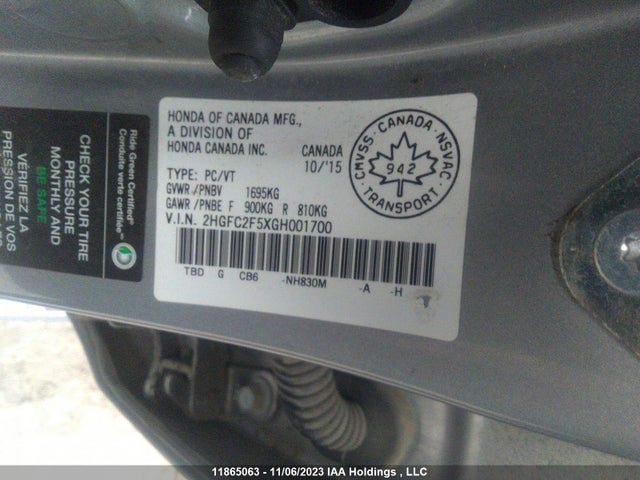 HONDA OF CANADA MFG.,
A DIVISION OF
HONDA CANADA INC.
CANADA
10/'15
TYPE: PC/VT
GVWR/PNBV 1695KG
GAWR/PNBE F 900KG R 810KG
V.I.N. 2HGFC2F5XGH001700
TBD G CB6 -NH830M -A -H
CMVSS · CANADA · NSVAC
942
TRANSPORT
Ride Green Certified
Conduite verte certifiée
CHECK YOUR TIRE
PRESSURE
MONTHLY AND
BE SAFE
VÉRIFIEZ LA
PRESSION DE VOS
11865063 - 11/06/2023 IAA Holdings , LLC